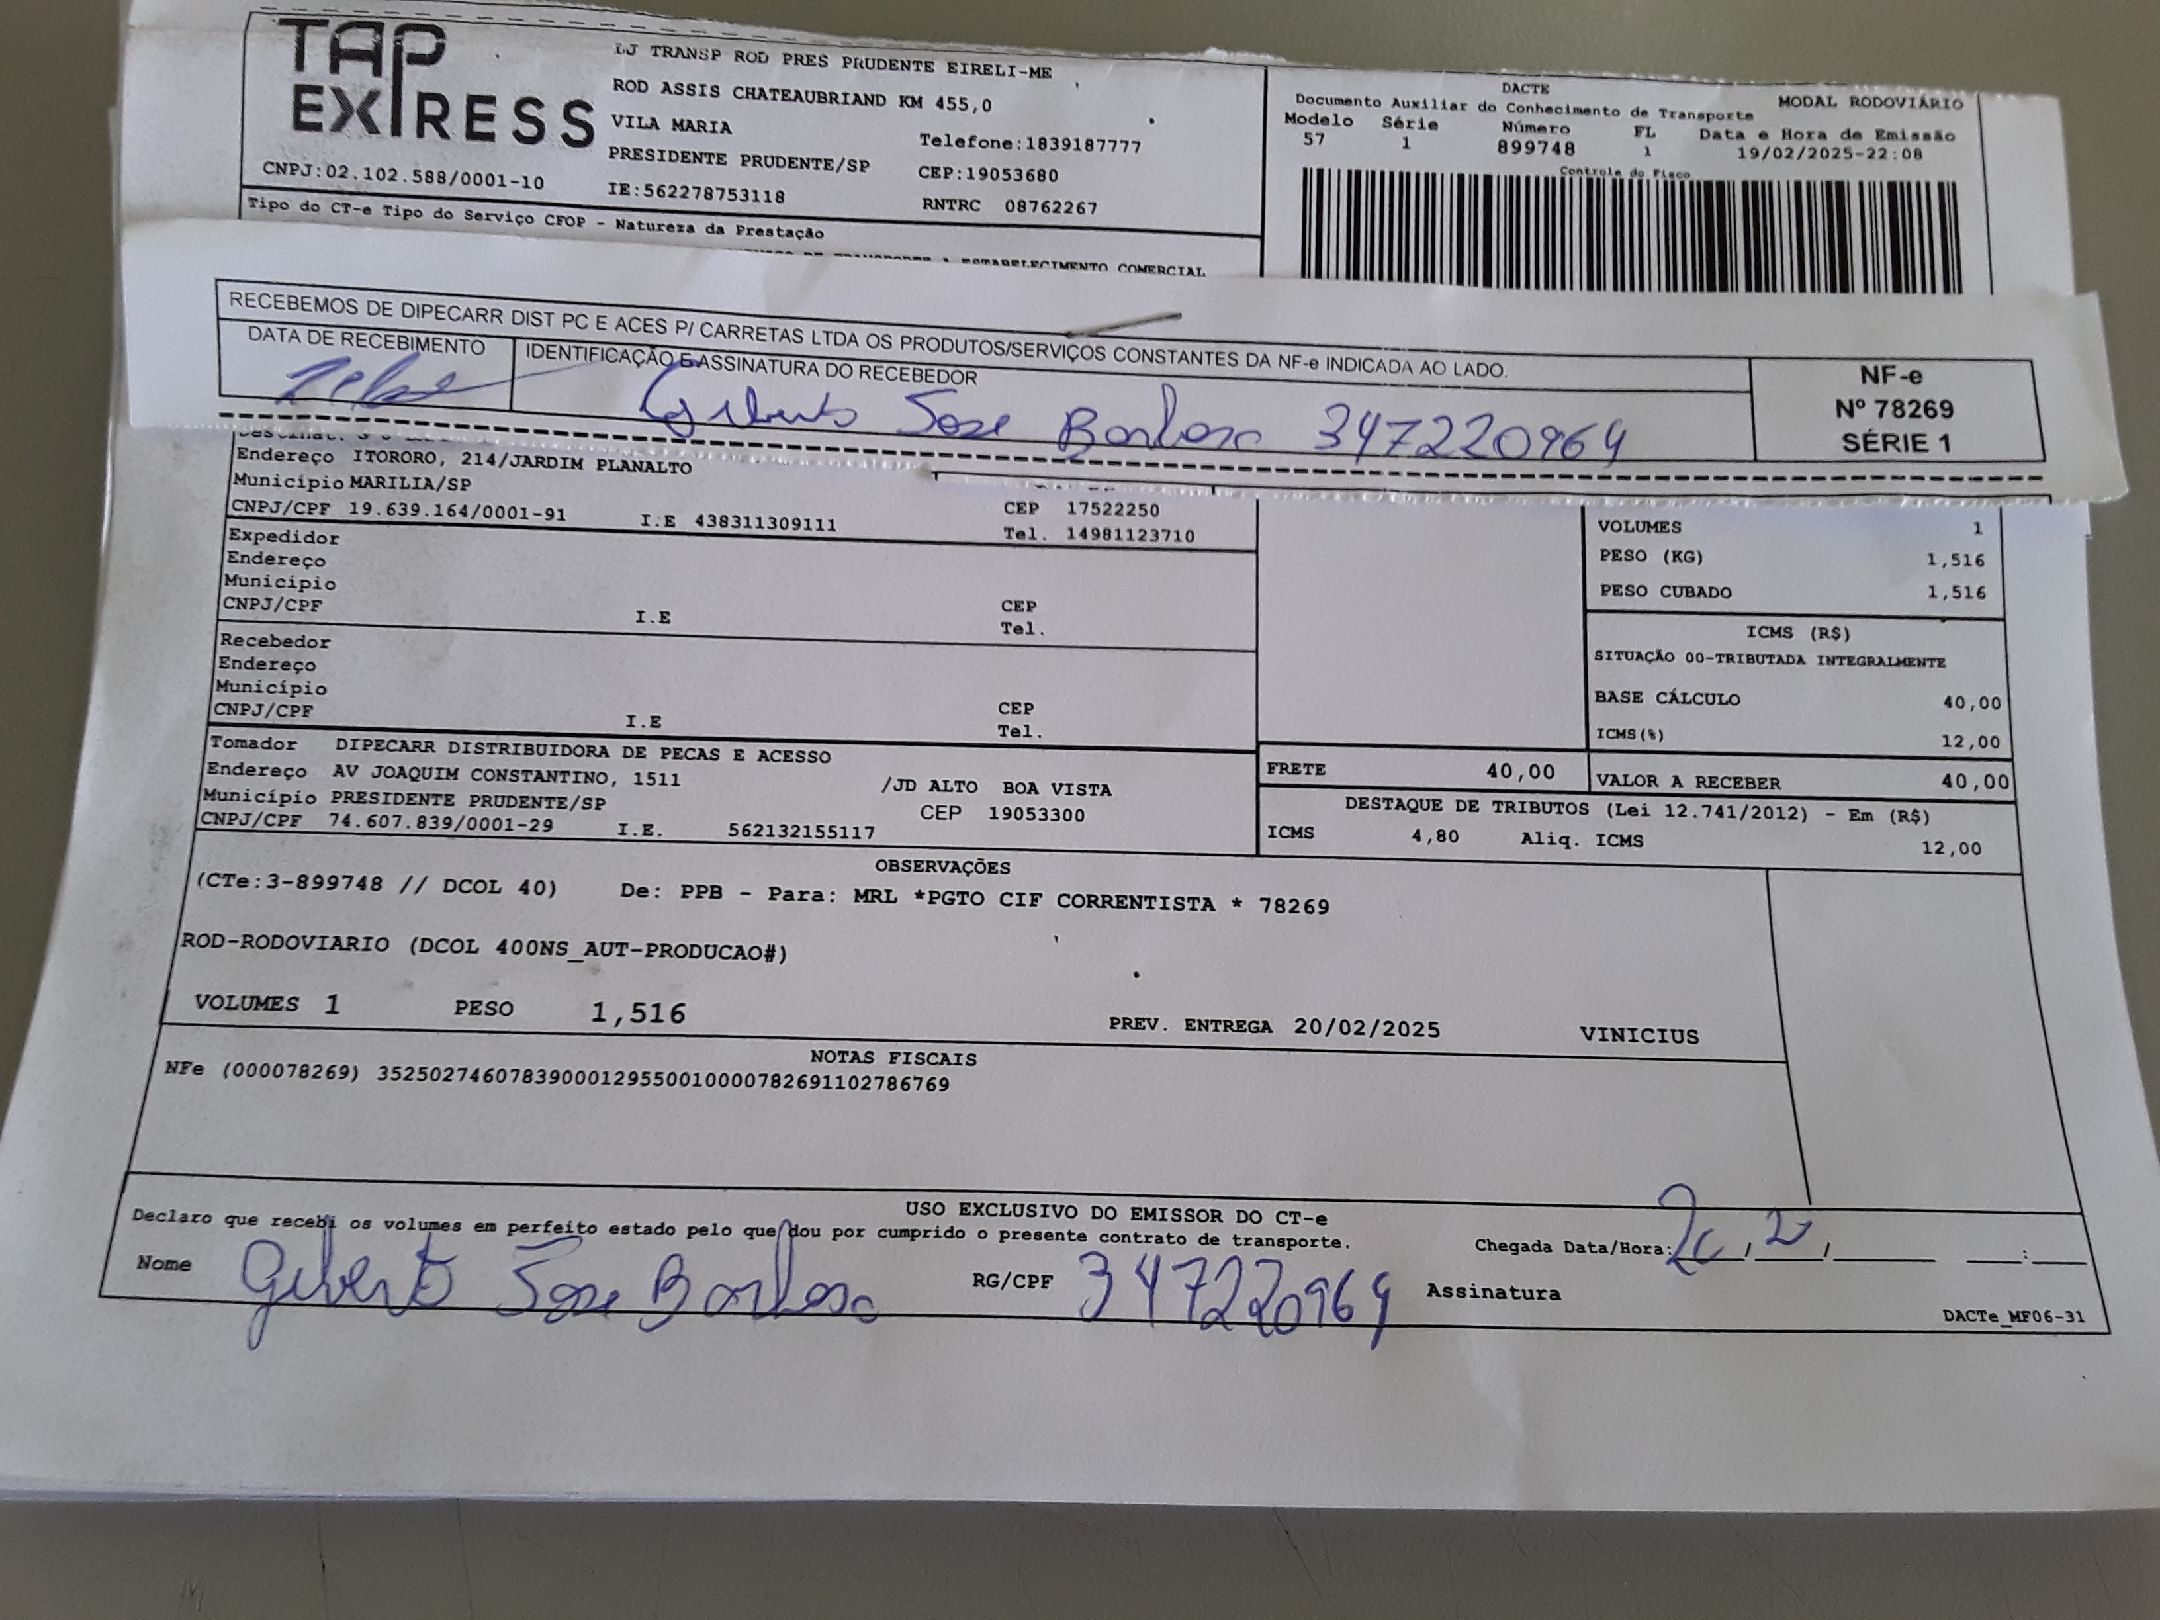 TAP EXPRESS
LJ TRANSP ROD PRES PRUDENTE EIRELI-ME
ROD ASSIS CHATEAUBRIAND KM 455,0
VILA MARIA
Telefone:1839187777
PRESIDENTE PRUDENTE/SP
CEP:19053680
CNPJ:02.102.588/0001-10
IE:562278753118
RNTRC 08762267
DACTE
MODAL RODOVIÁRIO
Documento Auxiliar do Conhecimento de Transporte
Modelo Série Número FL Data e Hora de Emissão
57 1 899748 1 19/02/2025-22:08
Controle do Fisco
Tipo do CT-e Tipo do Serviço CFOP - Natureza da Prestação
ESTABELECIMENTO COMERCIAL
RECEBEMOS DE DIPECARR DIST PC E ACES P/ CARRETAS LTDA OS PRODUTOS/SERVIÇOS CONSTANTES DA NF-e INDICADA AO LADO.
DATA DE RECEBIMENTO
IDENTIFICAÇÃO E ASSINATURA DO RECEBEDOR
Gilberto Jose Barbosa 347220964
NF-e
Nº 78269
SÉRIE 1
Endereço ITORORO, 214/JARDIM PLANALTO
Município MARILIA/SP
CEP 17522250
CNPJ/CPF 19.639.164/0001-91 I.E 438311309111
Tel. 14981123710
Expedidor
Endereço
Município
CEP
CNPJ/CPF I.E
Tel.
Recebedor
Endereço
Município
CEP
CNPJ/CPF I.E
Tel.
VOLUMES 1
PESO (KG) 1,516
PESO CUBADO 1,516
ICMS (R$)
SITUAÇÃO 00-TRIBUTADA INTEGRALMENTE
BASE CÁLCULO 40,00
ICMS(%) 12,00
Tomador DIPECARR DISTRIBUIDORA DE PECAS E ACESSO
Endereço AV JOAQUIM CONSTANTINO, 1511 /JD ALTO BOA VISTA
Município PRESIDENTE PRUDENTE/SP CEP 19053300
CNPJ/CPF 74.607.839/0001-29 I.E. 562132155117
FRETE 40,00 VALOR A RECEBER 40,00
DESTAQUE DE TRIBUTOS (Lei 12.741/2012) - Em (R$)
ICMS 4,80 Aliq. ICMS 12,00
OBSERVAÇÕES
(CTe:3-899748 // DCOL 40) De: PPB - Para: MRL *PGTO CIF CORRENTISTA * 78269
ROD-RODOVIARIO (DCOL 400NS_AUT-PRODUCAO#)
VOLUMES 1 PESO 1,516 PREV. ENTREGA 20/02/2025 VINICIUS
NOTAS FISCAIS
NFe (000078269) 35250274607839000129550010000782691102786769
USO EXCLUSIVO DO EMISSOR DO CT-e
Declaro que recebi os volumes em perfeito estado pelo que dou por cumprido o presente contrato de transporte.
Chegada Data/Hora: 20/2/ :
Nome Gilberto Jose Barbosa RG/CPF 347220964 Assinatura
DACTe_MF06-31